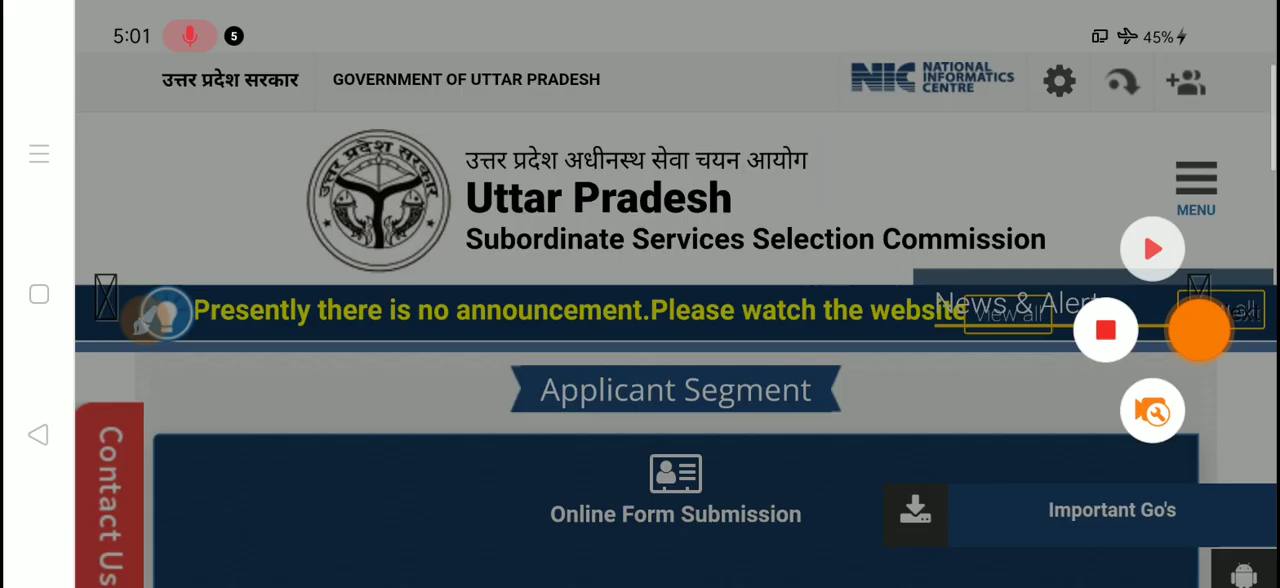 5:01
5
45%
उत्तर प्रदेश सरकार
GOVERNMENT OF UTTAR PRADESH
NIC NATIONAL
INFORMATICS
CENTRE
उत्तर प्रदेश अधीनस्थ सेवा चयन आयोग
Uttar Pradesh
Subordinate Services Selection Commission
MENU
Presently there is no announcement.Please watch the website
News & Alert
View all
Applicant Segment
Contact Us
Online Form Submission
Important Go's